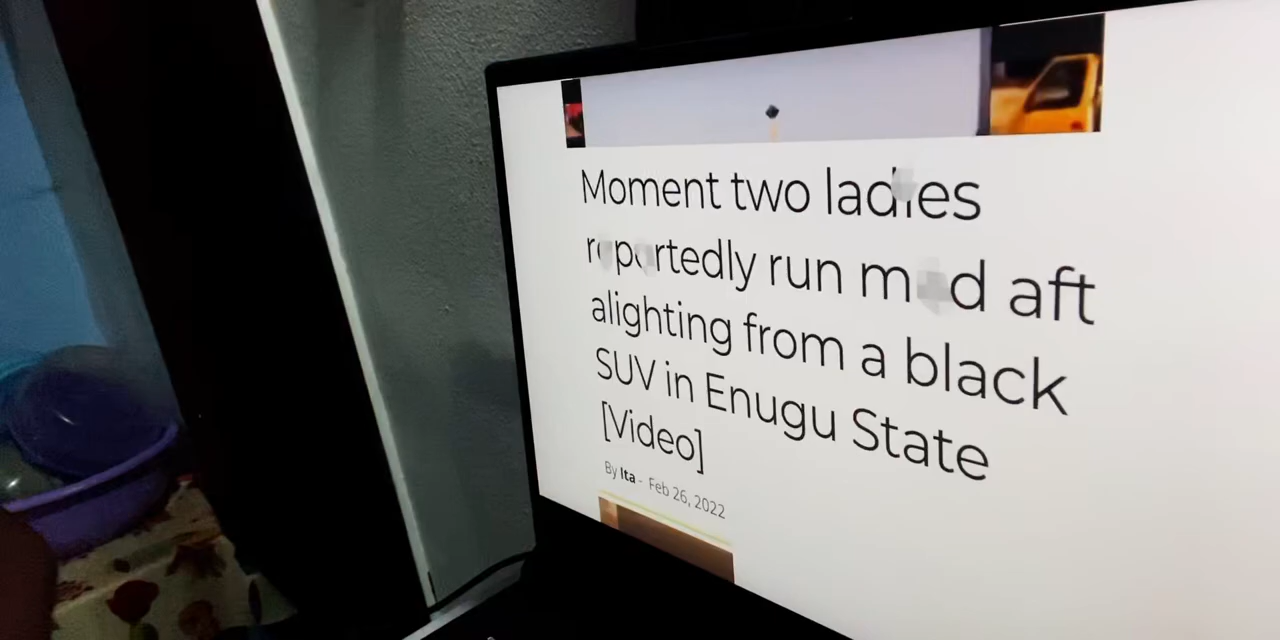 Moment two ladies
reportedly run m d aft
alighting from a black
SUV in Enugu State
[Video]
By Ita - Feb 26, 2022